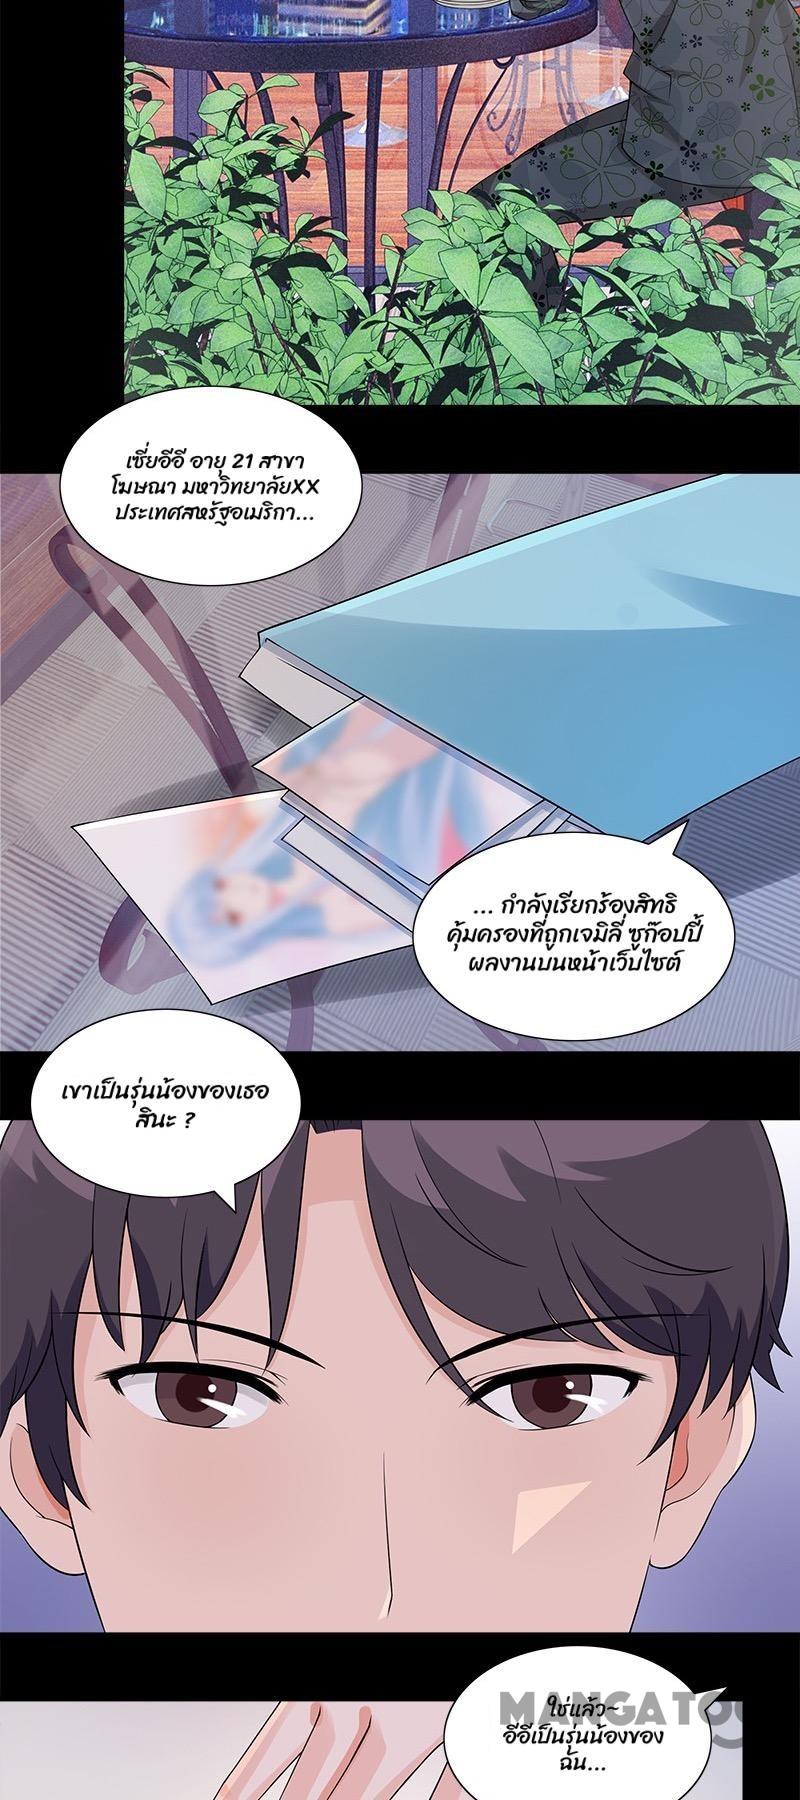 เซี่ยอีอี อายุ 21 สาขา
โฆษณา มหาวิทยาลัยXX
ประเทศสหรัฐอเมริกา...
... กำลังเรียกร้องสิทธิ
คุ้มครองที่ถูกเจมิลี่ ซูก๊อปปี้
ผลงานบนหน้าเว็บไซต์
เขาเป็นรุ่นน้องของเธอ
สินะ ?
MANGATOON
ใช่แล้ว~
อีอีเป็นรุ่นน้องของ
ฉัน...